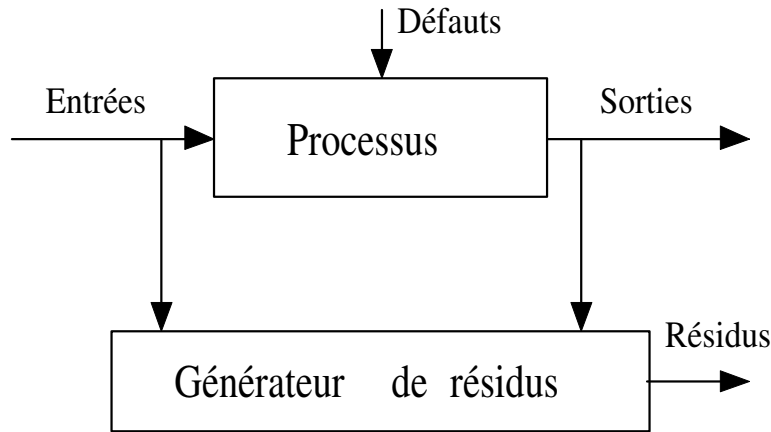 Défauts
Entrées
Sorties
Processus
Résidus
Générateur de résidus